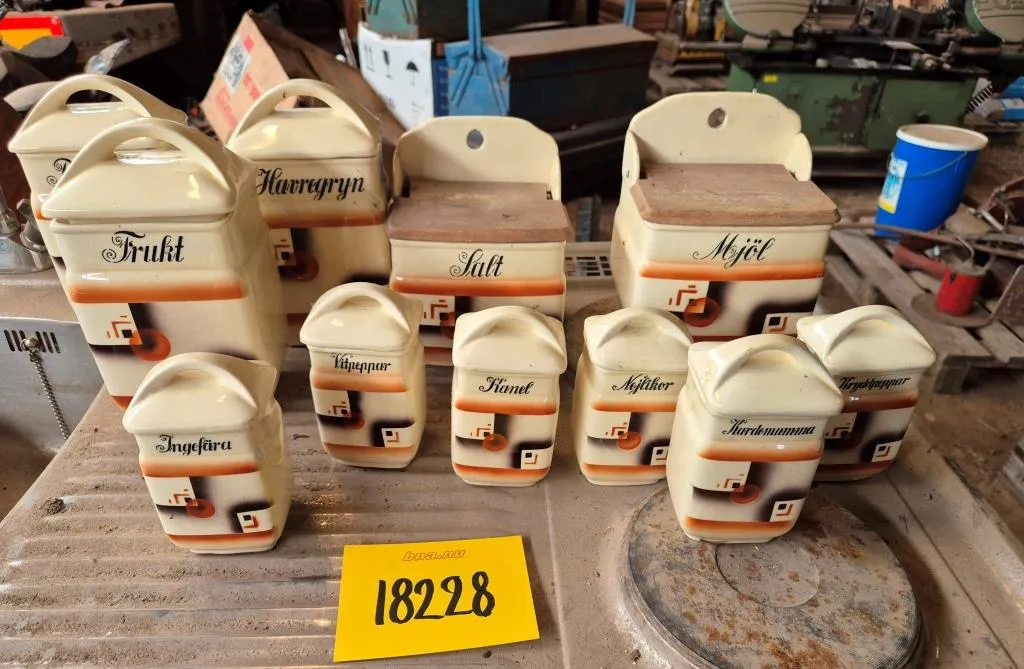 Frukt
Havregryn
Salt
Mjöl
Vitpeppar
Kanel
Nejlikor
Kryddpeppar
Kardemumma
Ingefära
bna.nu
18228